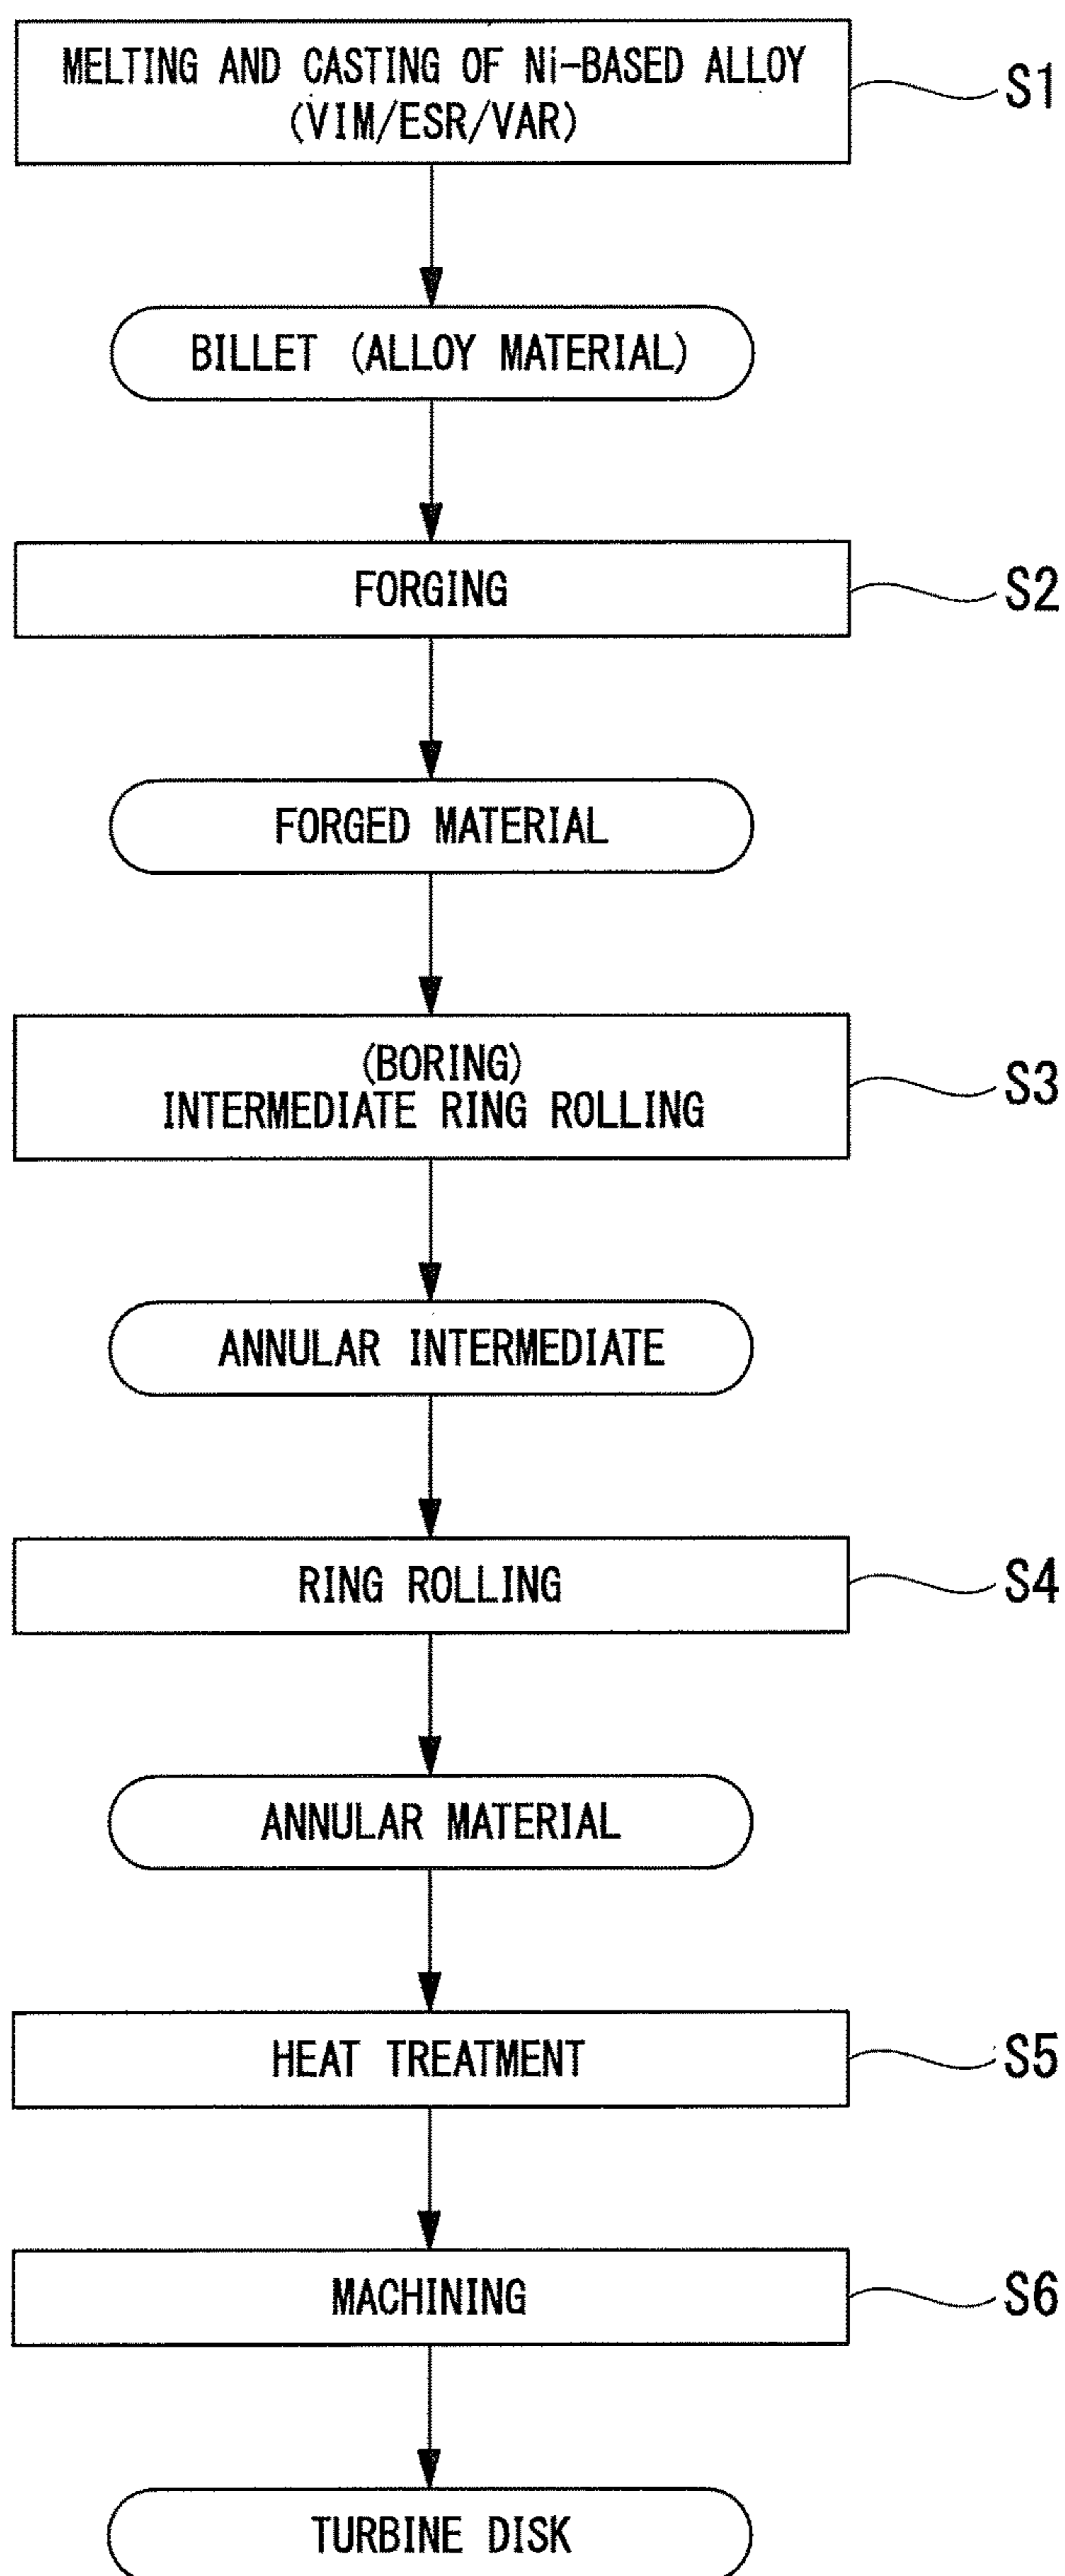 MELTING AND CASTING OF Ni-BASED ALLOY
(VIM/ESR/VAR)
S1
BILLET (ALLOY MATERIAL)
FORGING
S2
FORGED MATERIAL
(BORING)
INTERMEDIATE RING ROLLING
S3
ANNULAR INTERMEDIATE
RING ROLLING
S4
ANNULAR MATERIAL
HEAT TREATMENT
S5
MACHINING
S6
TURBINE DISK